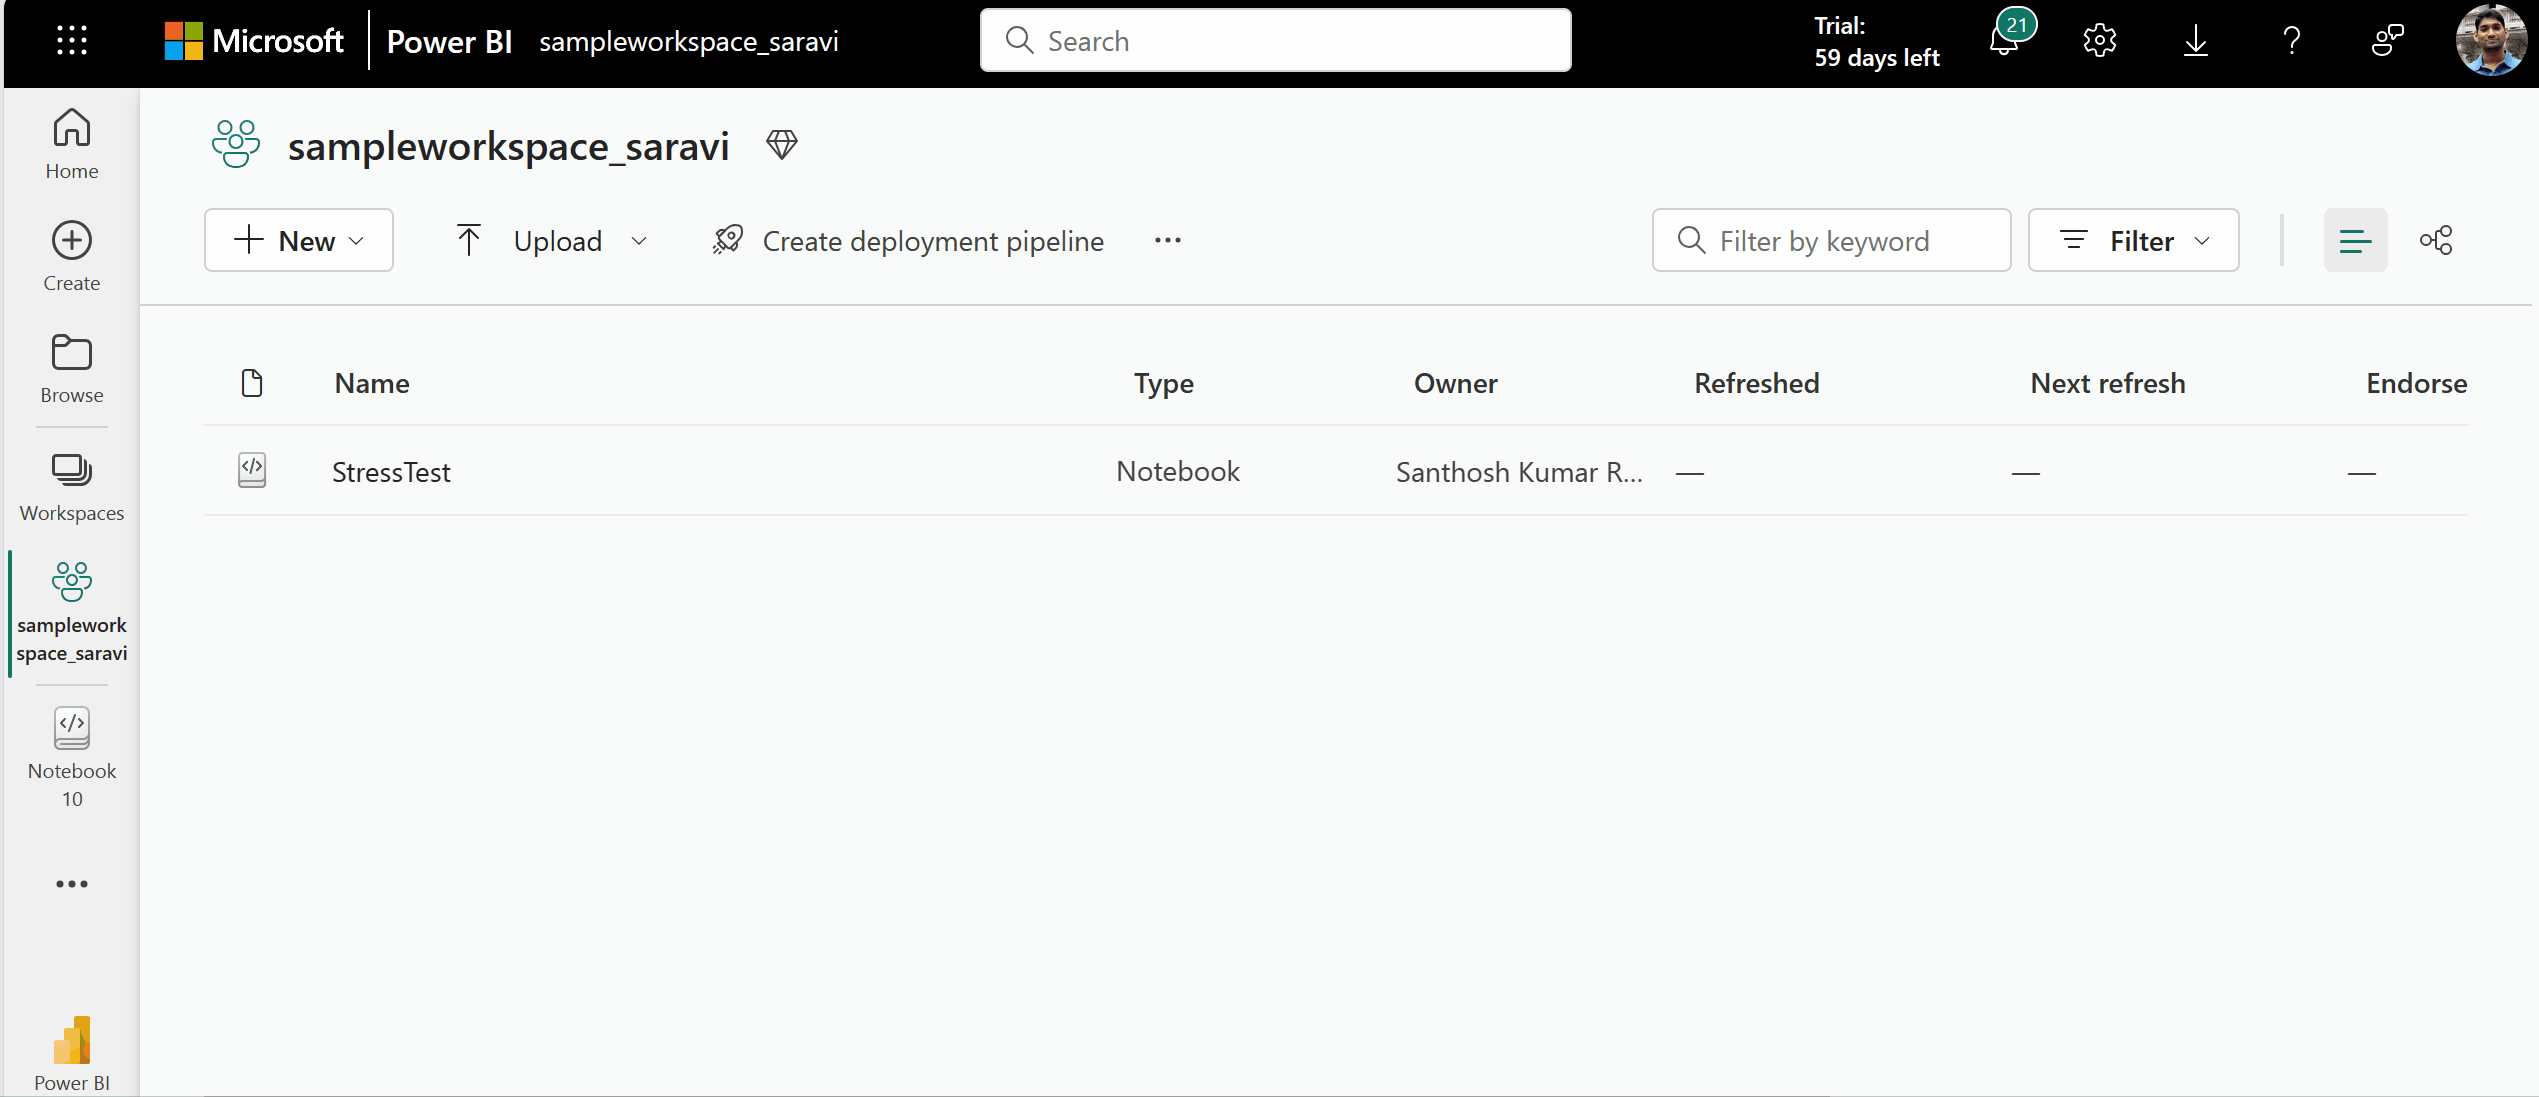 Microsoft
Power BI
sampleworkspace_saravi
Search
Trial:
59 days left
21
?
Home
Create
Browse
Workspaces
samplework
space_saravi
Notebook
10
Power BI
sampleworkspace_saravi
New
Upload
Create deployment pipeline
Filter by keyword
Filter
Name Type Owner Refreshed Next refresh Endorse
StressTest Notebook Santhosh Kumar R... — — —